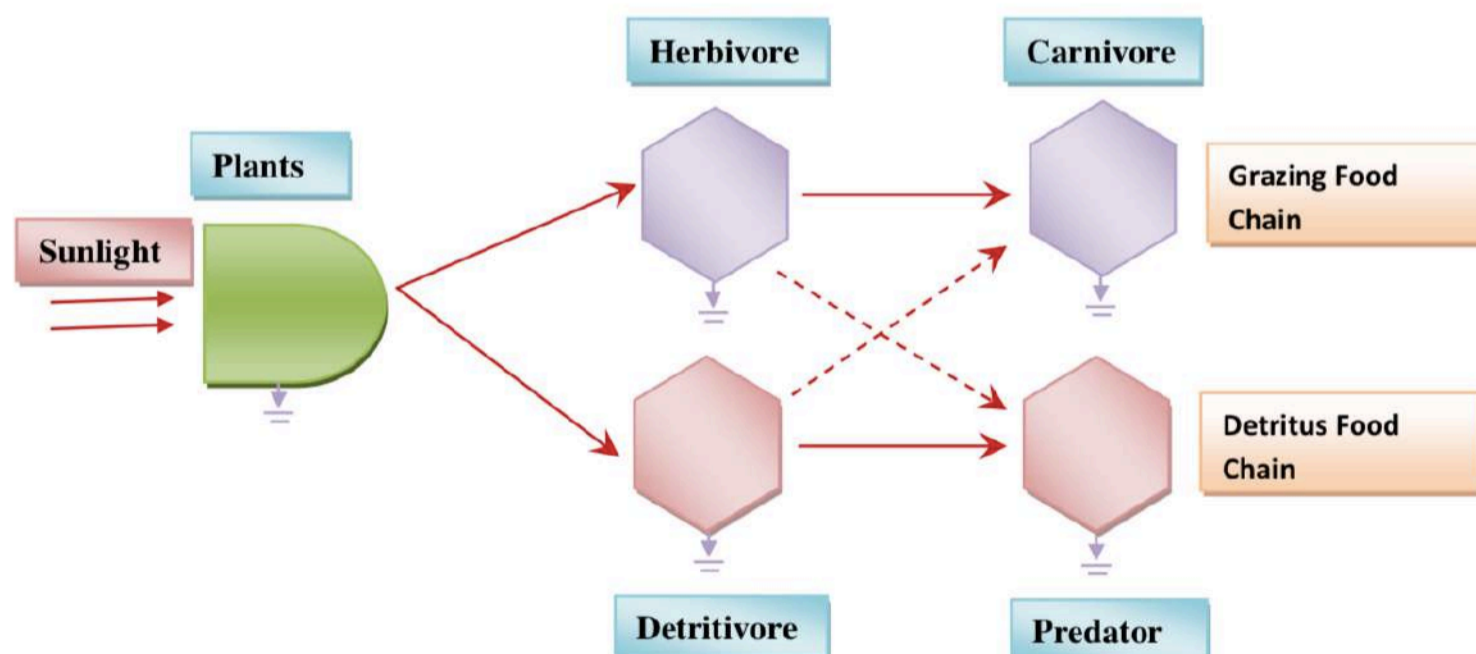 Herbivore
Carnivore
Plants
Grazing Food
Chain
Sunlight
Detritus Food
Chain
Detritivore
Predator